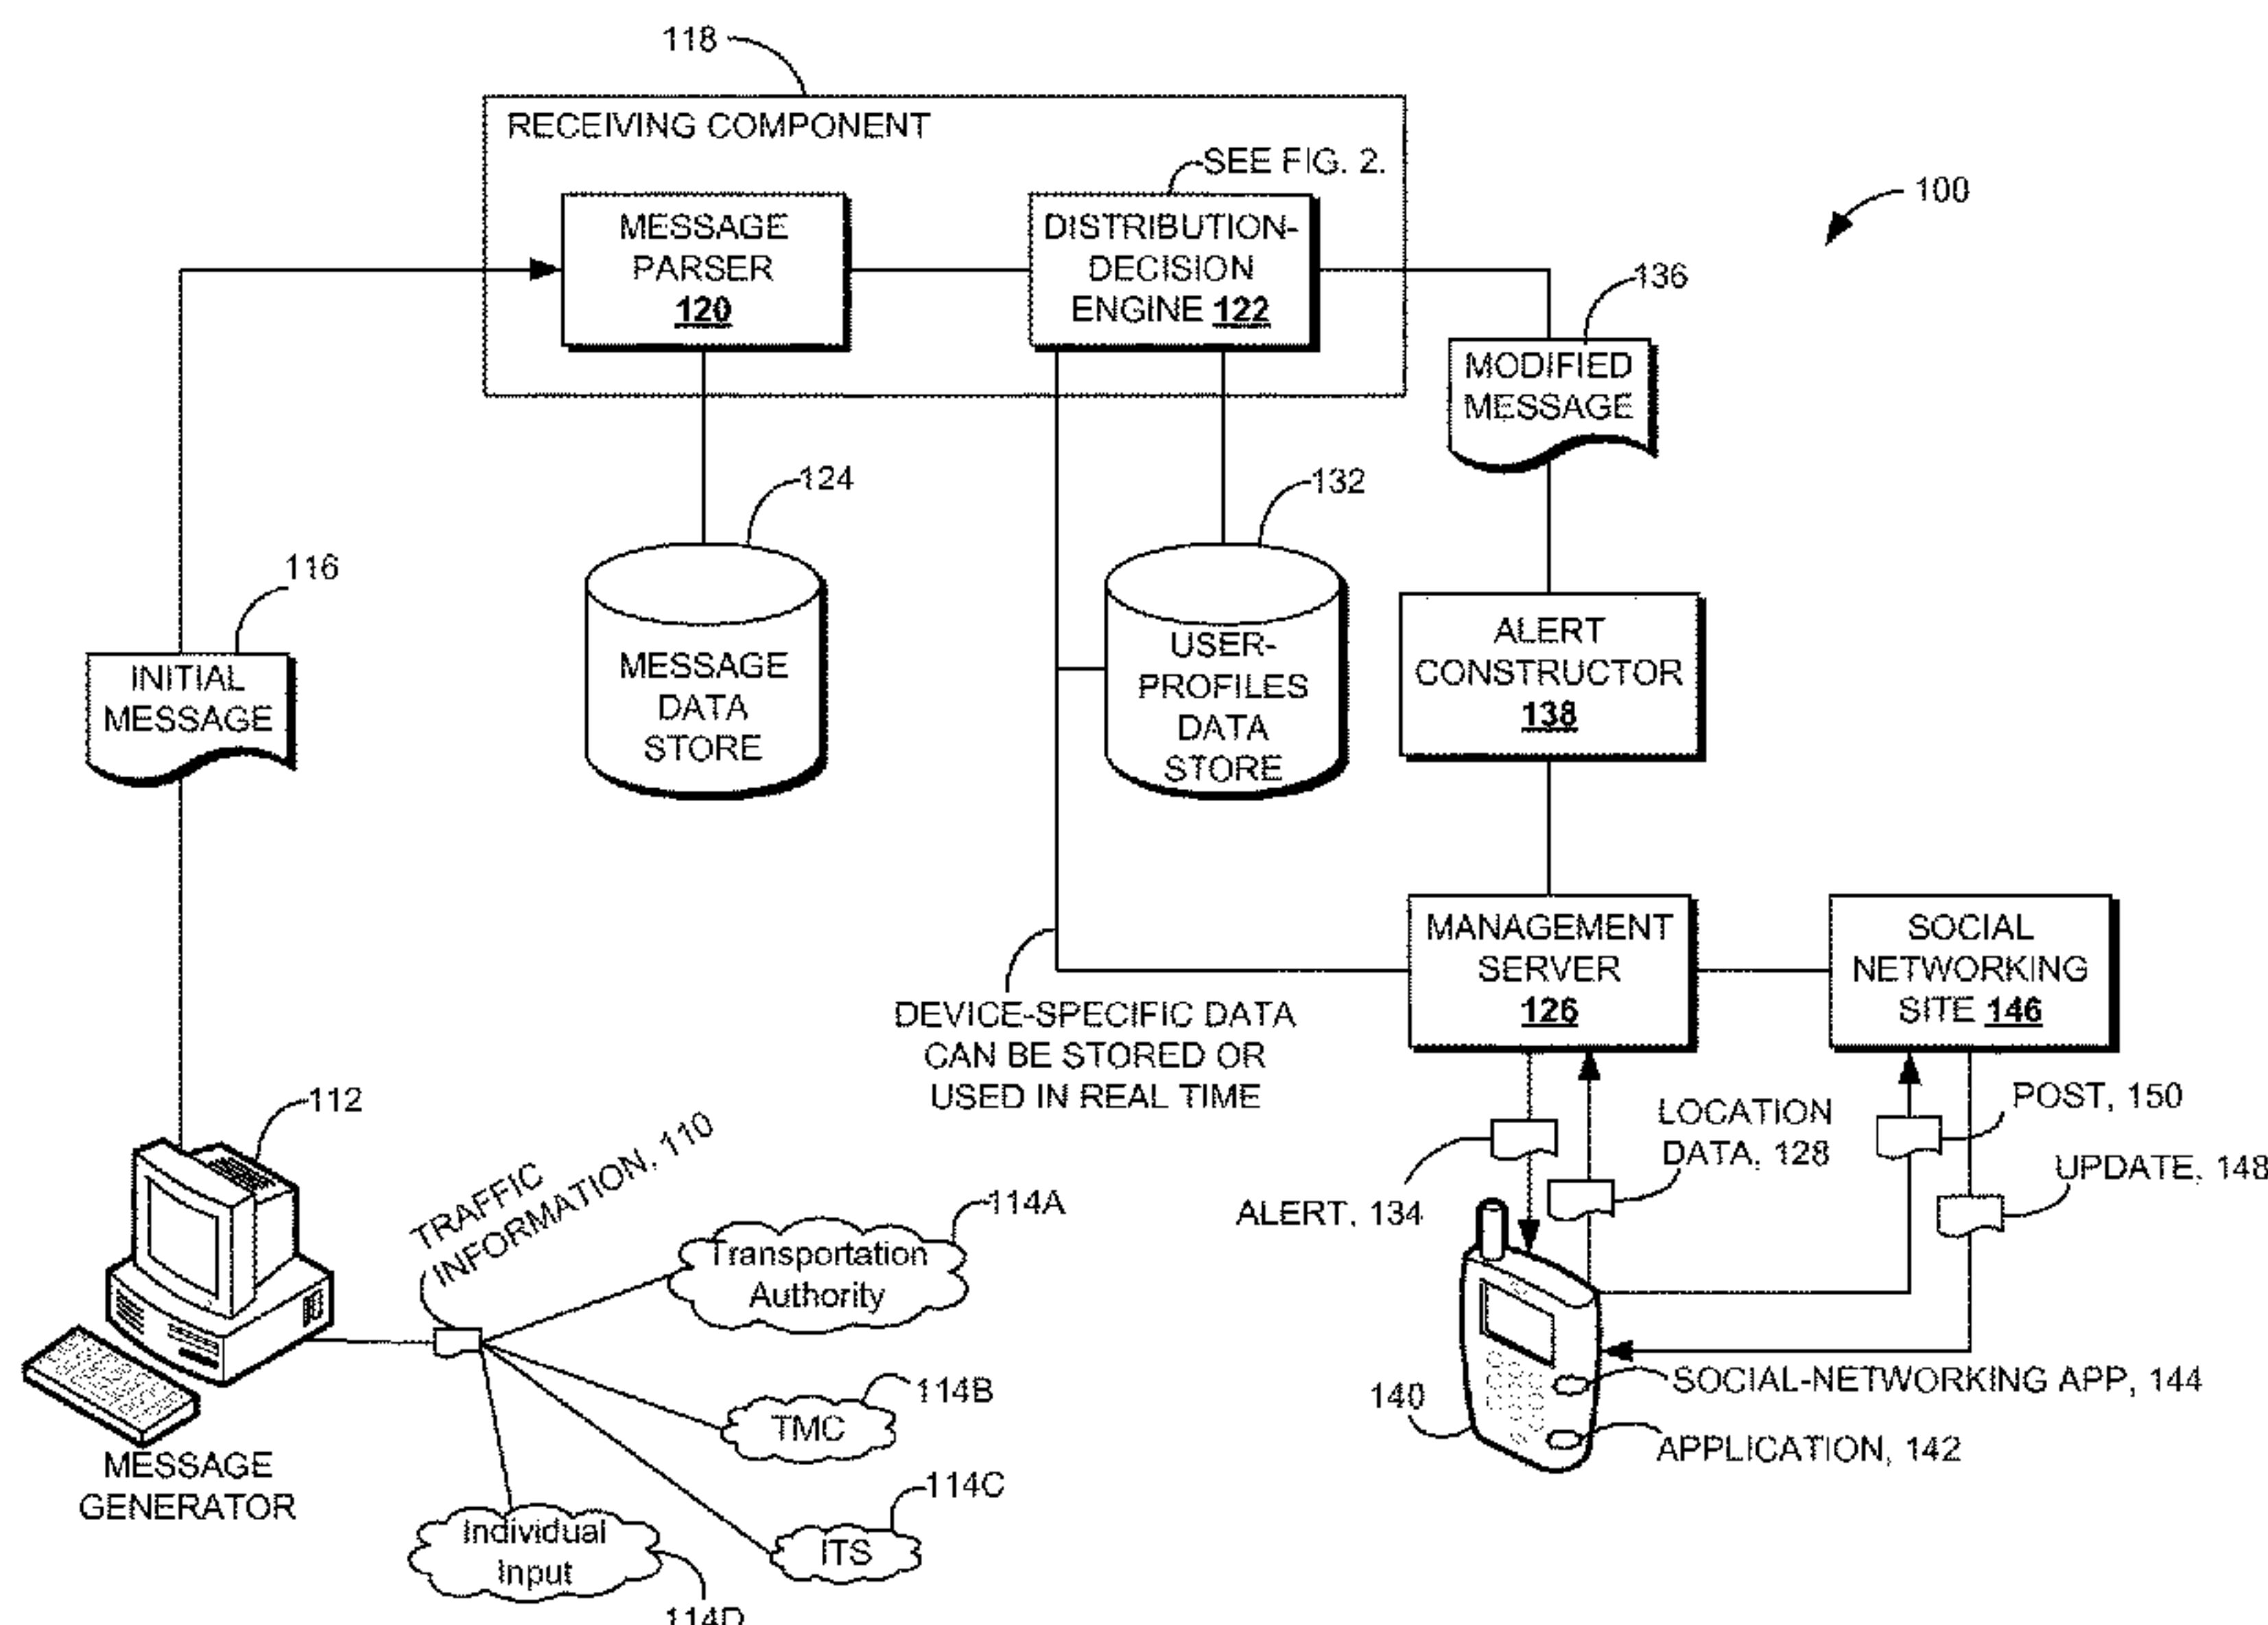 118
RECEIVING COMPONENT
SEE FIG. 2.
100
MESSAGE
PARSER
120
DISTRIBUTION-
DECISION
ENGINE 122
136
MODIFIED
MESSAGE
124
132
116
INITIAL
MESSAGE
MESSAGE
DATA
STORE
USER-
PROFILES
DATA
STORE
ALERT
CONSTRUCTOR
138
MANAGEMENT
SERVER
126
SOCIAL
NETWORKING
SITE 146
DEVICE-SPECIFIC DATA
CAN BE STORED OR
USED IN REAL TIME
112
TRAFFIC
INFORMATION, 110
LOCATION
DATA, 128
POST, 150
UPDATE, 148
ALERT, 134
114A
Transportation
Authority
114B
TMC
140
SOCIAL-NETWORKING APP, 144
APPLICATION, 142
MESSAGE
GENERATOR
114C
ITS
Individual
Input
114D